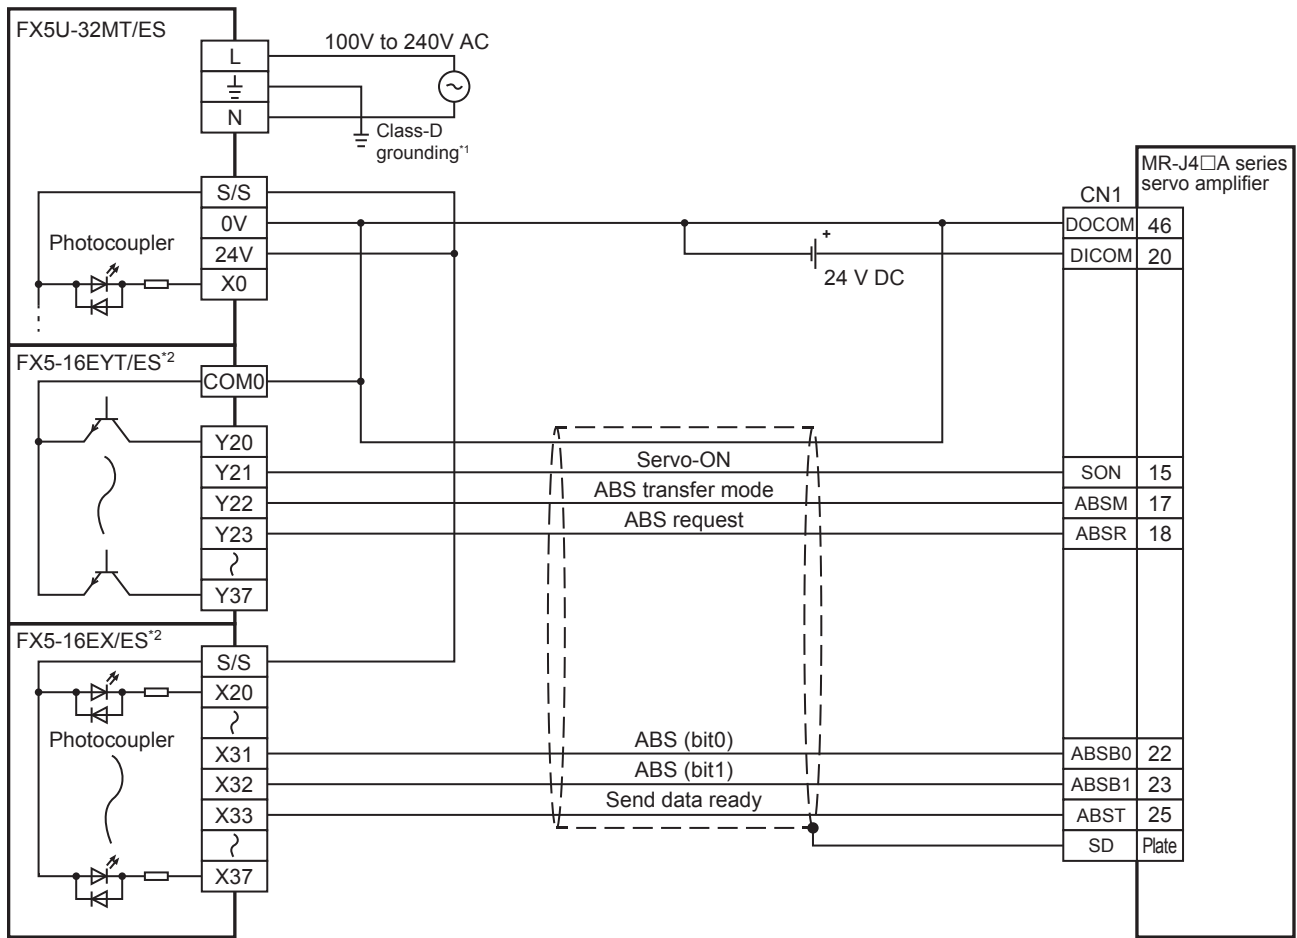 FX5U-32MT/ES
L
N
100V to 240V AC
Class-D
grounding*1
S/S
0V
24V
X0
Photocoupler
FX5-16EYT/ES*2
COM0
Y20
Y21
Y22
Y23
Y37
FX5-16EX/ES*2
S/S
X20
Photocoupler
X31
X32
X33
X37
Servo-ON
ABS transfer mode
ABS request
ABS (bit0)
ABS (bit1)
Send data ready
+
24 V DC
MR-J4□A series
servo amplifier
CN1
DOCOM 46
DICOM 20
SON 15
ABSM 17
ABSR 18
ABSB0 22
ABSB1 23
ABST 25
SD Plate